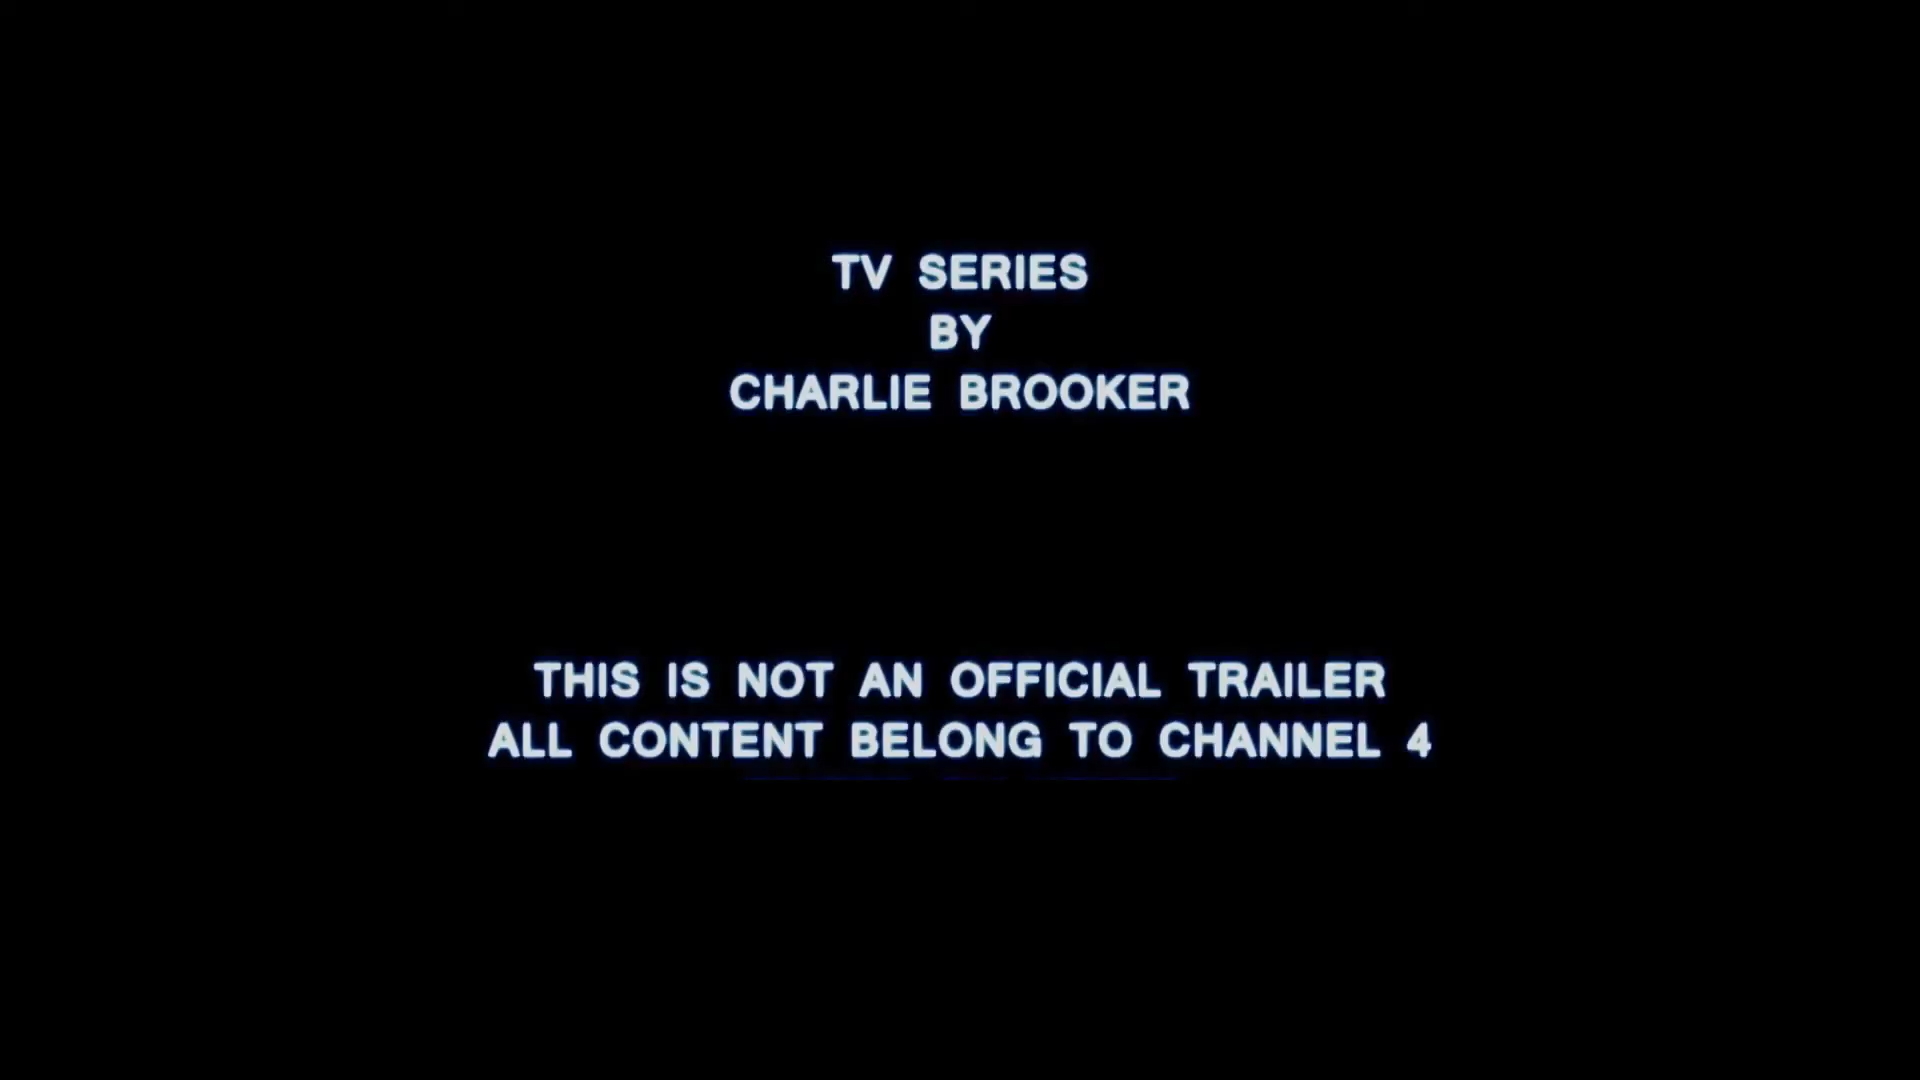 TV SERIES
BY
CHARLIE BROOKER
THIS IS NOT AN OFFICIAL TRAILER
ALL CONTENT BELONG TO CHANNEL 4